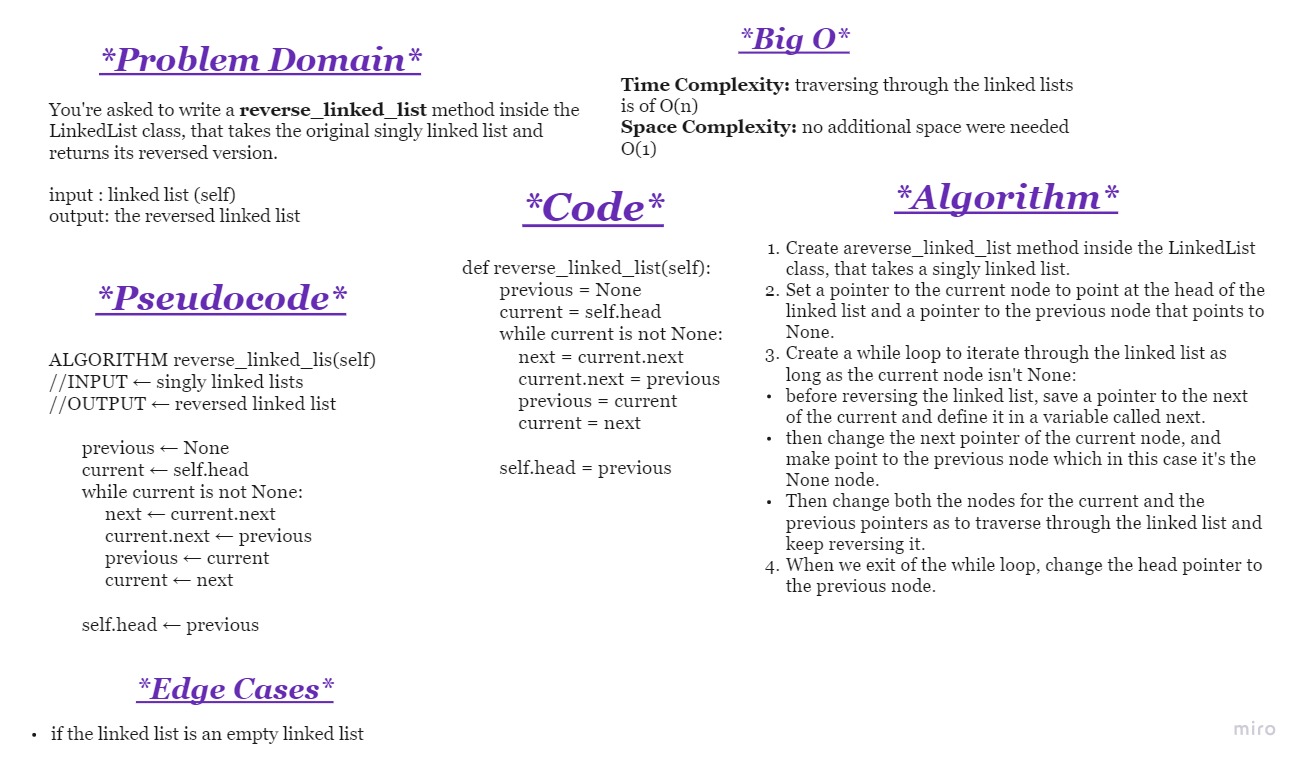 *Problem Domain*
You're asked to write a reverse_linked_list method inside the
LinkedList class, that takes the original singly linked list and
returns its reversed version.
input : linked list (self)
output: the reversed linked list
*Big O*
Time Complexity: traversing through the linked lists
is of O(n)
Space Complexity: no additional space were needed
O(1)
*Pseudocode*
ALGORITHM reverse_linked_lis(self)
//INPUT ← singly linked lists
//OUTPUT ← reversed linked list
previous ← None
current ← self.head
while current is not None:
next ← current.next
current.next ← previous
previous ← current
current ← next
self.head ← previous
*Code*
def reverse_linked_list(self):
previous = None
current = self.head
while current is not None:
next = current.next
current.next = previous
previous = current
current = next
self.head = previous
*Algorithm*
1. Create areverse_linked_list method inside the LinkedList
class, that takes a singly linked list.
2. Set a pointer to the current node to point at the head of the
linked list and a pointer to the previous node that points to
None.
3. Create a while loop to iterate through the linked list as
long as the current node isn't None:
• before reversing the linked list, save a pointer to the next
of the current and define it in a variable called next.
• then change the next pointer of the current node, and
make point to the previous node which in this case it's the
None node.
• Then change both the nodes for the current and the
previous pointers as to traverse through the linked list and
keep reversing it.
4. When we exit of the while loop, change the head pointer to
the previous node.
*Edge Cases*
• if the linked list is an empty linked list
miro